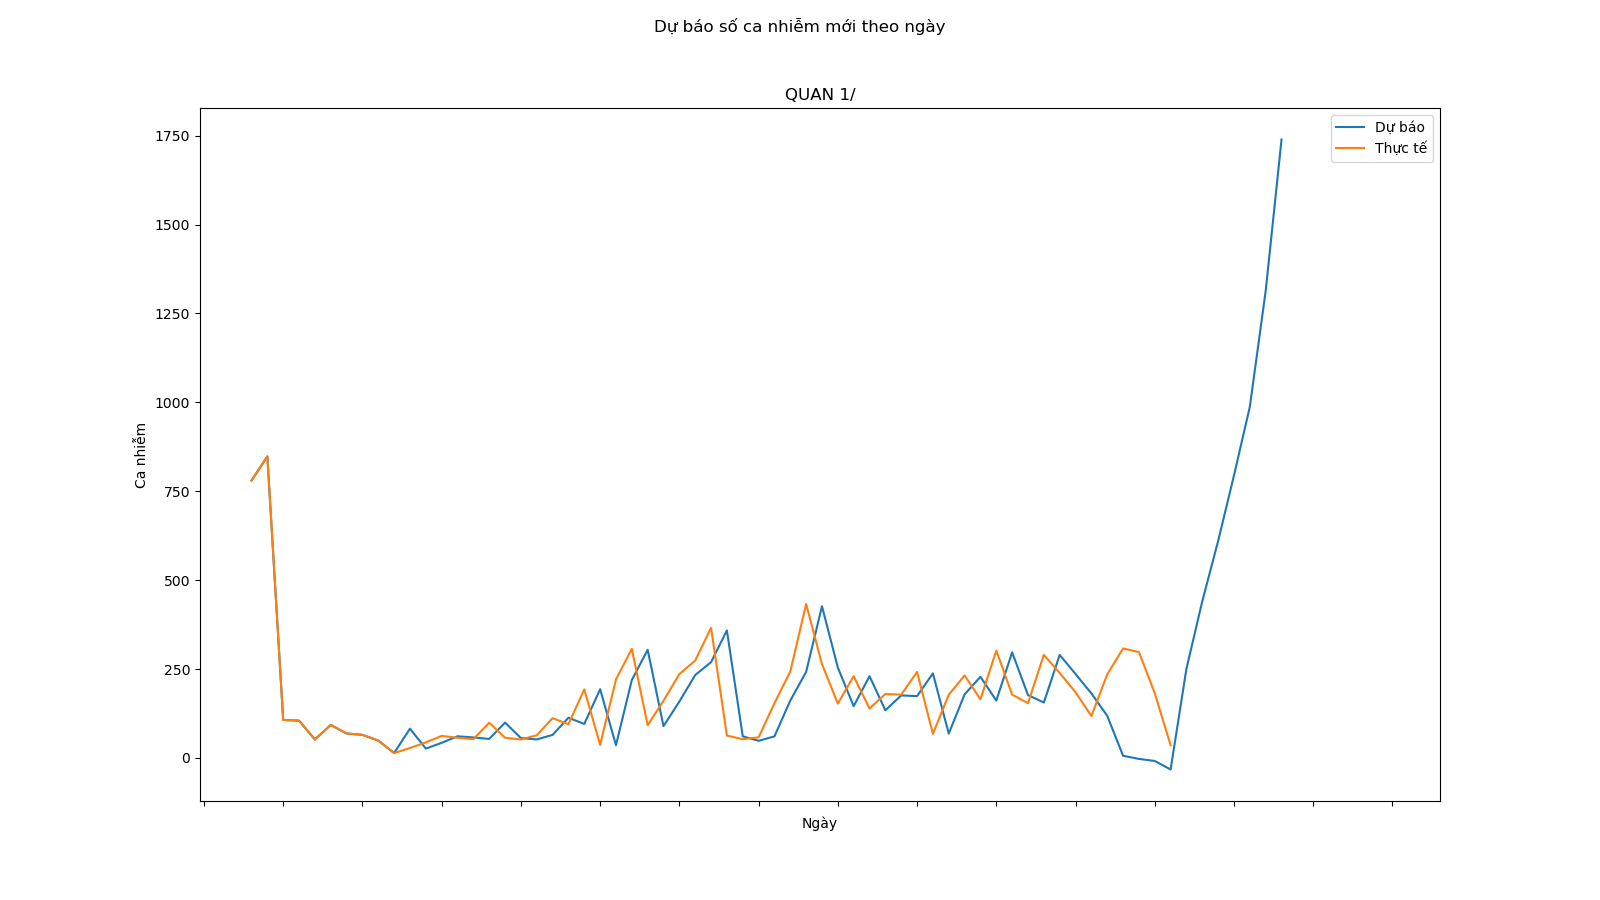 Dự báo số ca nhiễm mới theo ngày
QUAN 1/
Dự báo
Thực tế
1750
1500
1250
1000
750
500
250
0
Ca nhiễm
Ngày